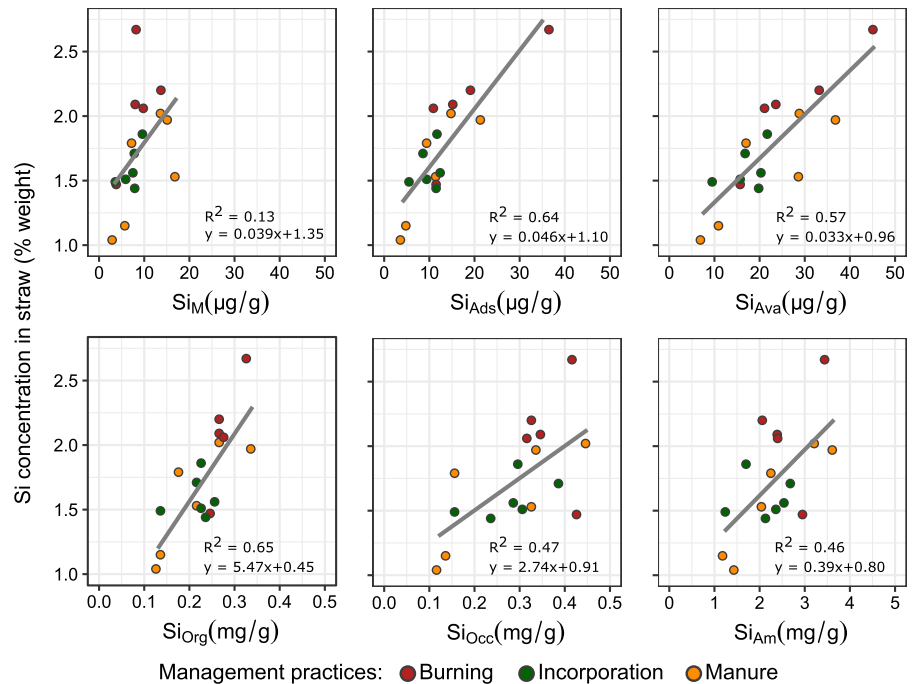 Si concentration in straw (% weight)
2.5
2.0
1.5
1.0
R² = 0.13
y = 0.039x+1.35
0 10 20 30 40 50
Si_M(μg/g)
R² = 0.64
y = 0.046x+1.10
0 10 20 30 40 50
Si_Ads(μg/g)
R² = 0.57
y = 0.033x+0.96
0 10 20 30 40 50
Si_Ava(μg/g)
2.5
2.0
1.5
1.0
R² = 0.65
y = 5.47x+0.45
0.0 0.1 0.2 0.3 0.4 0.5
Si_Org(mg/g)
R² = 0.47
y = 2.74x+0.91
0.0 0.1 0.2 0.3 0.4 0.5
Si_Occ(mg/g)
R² = 0.46
y = 0.39x+0.80
0 1 2 3 4 5
Si_Am(mg/g)
Management practices: Burning Incorporation Manure